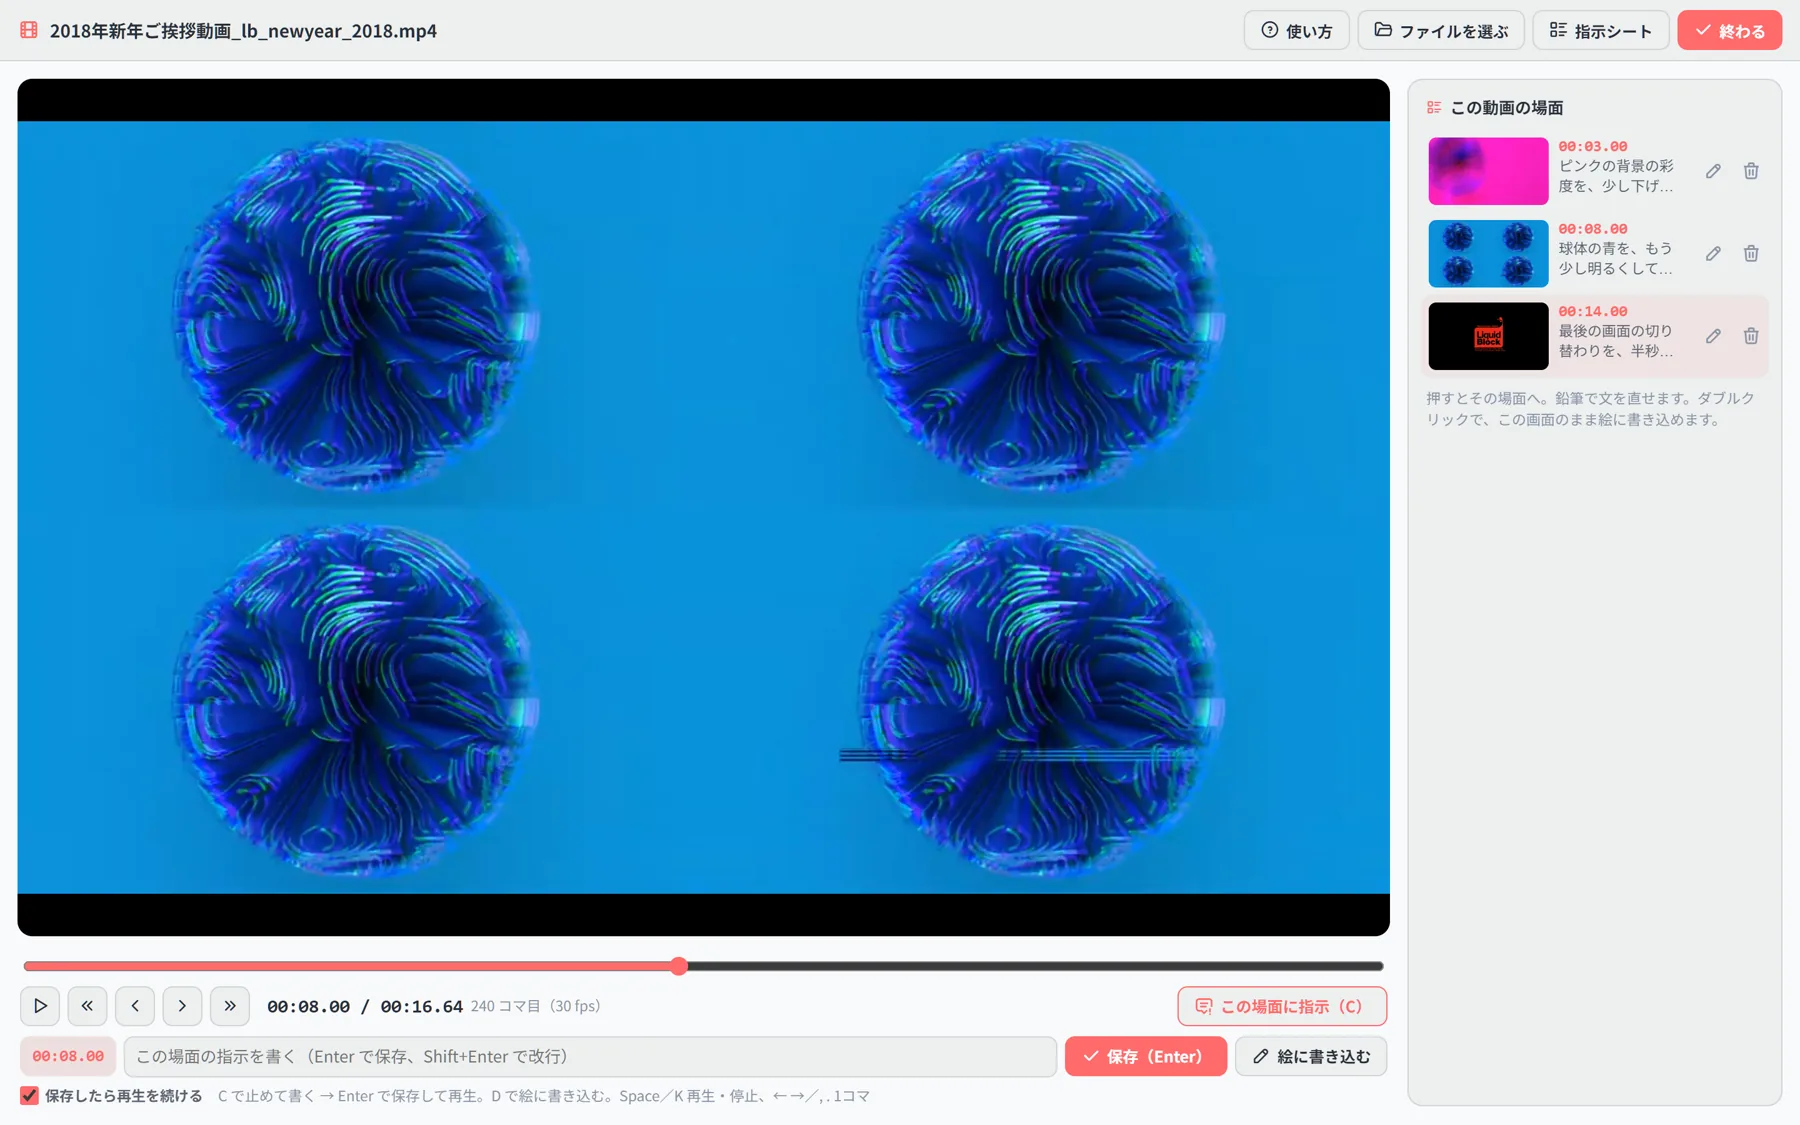 2018年新年ご挨拶動画_lb_newyear_2018.mp4
使い方
ファイルを選ぶ
指示シート
終わる
この動画の場面
00:03.00
ピンクの背景の彩
度を、少し下げ…
00:08.00
球体の青を、もう
少し明るくして…
Liquid
Block
00:14.00
最後の画面の切り
替わりを、半秒…
押すとその場面へ。鉛筆で文を直せます。ダブルク
リックで、この画面のまま絵に書き込めます。
00:08.00 / 00:16.64 240 コマ目（30 fps）
この場面に指示（C）
00:08.00
この場面の指示を書く（Enter で保存、Shift+Enter で改行）
保存（Enter）
絵に書き込む
保存したら再生を続ける
C で止めて書く → Enter で保存して再生。D で絵に書き込む。Space／K 再生・停止、← →／, . 1コマ